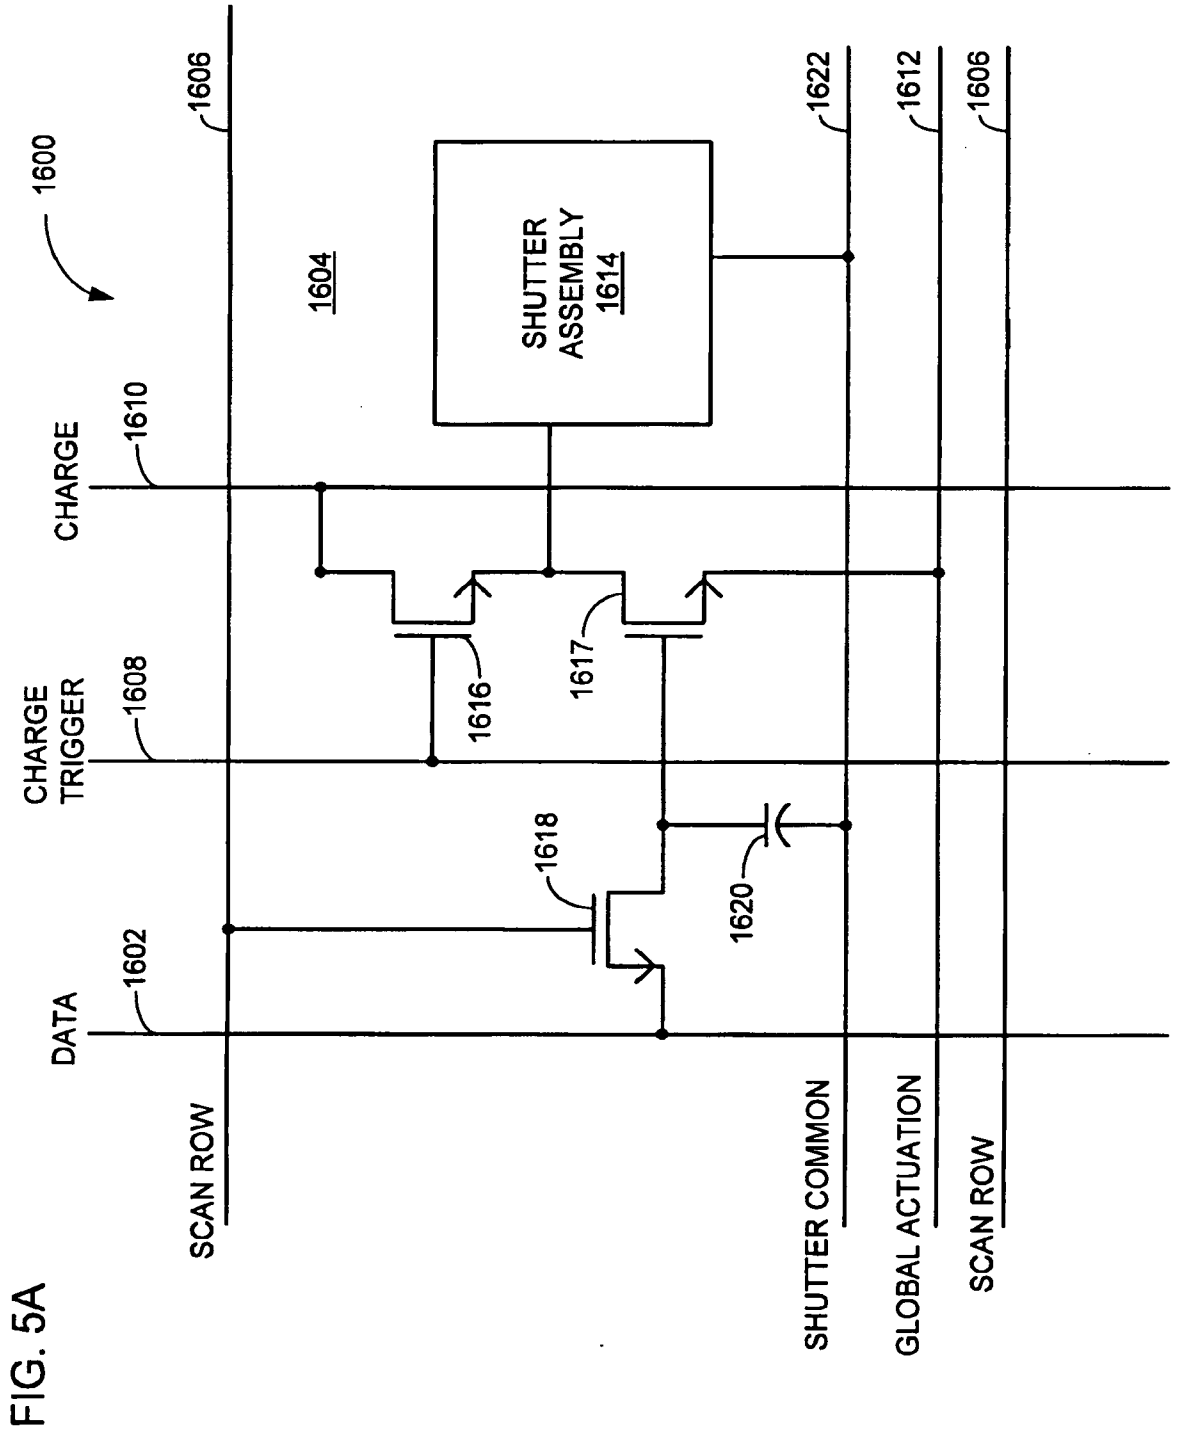 FIG. 5A
1600
DATA
1602
CHARGE
TRIGGER
1608
CHARGE
1610
SCAN ROW
1606
1604
1616
1618
1617
SHUTTER
ASSEMBLY
1614
1620
SHUTTER COMMON
1622
GLOBAL ACTUATION
1612
SCAN ROW
1606